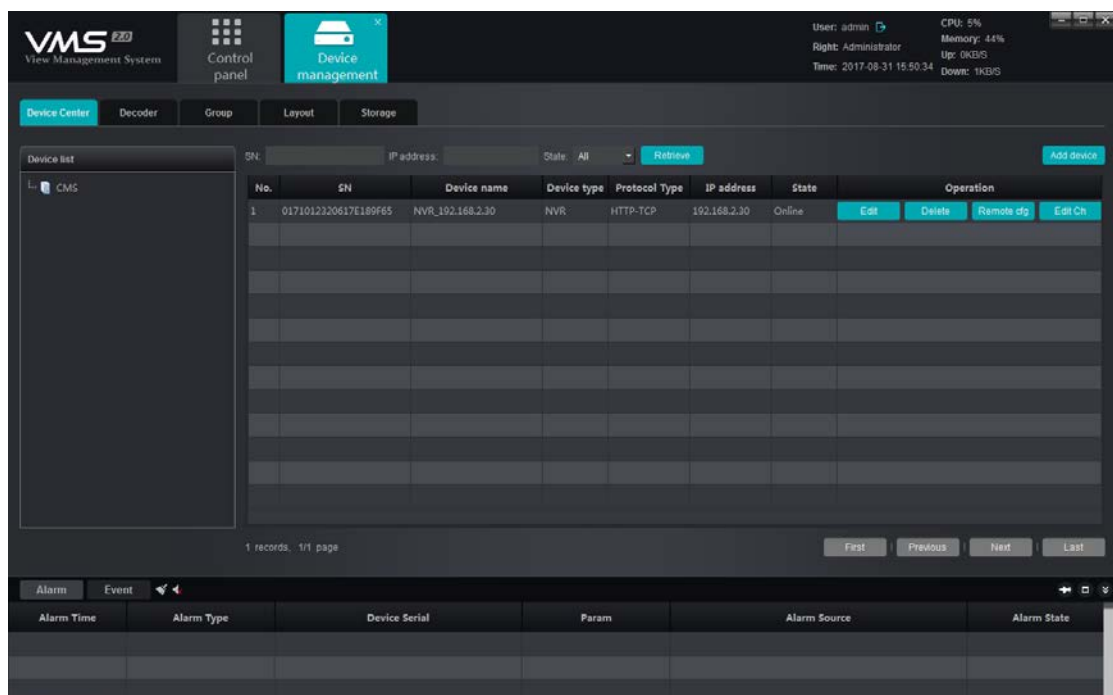 VMS 2.0
View Management System
Control
panel
Device
management
User: admin
Right: Administrator
Time: 2017-08-31 15:50:34
CPU: 5%
Memory: 44%
Up: 0KB/S
Down: 1KB/S
Device Center Decoder Group Layout Storage
Device list
CMS
SN: IP address: State: All Retrieve Add device
No. SN Device name Device type Protocol Type IP address State Operation
1 0171012320617E189F65 NVR_192.168.2.30 NVR HTTP-TCP 192.168.2.30 Online Edit Delete Remote cfg Edit Ch
1 records, 1/1 page First Previous Next Last
Alarm Event
Alarm Time Alarm Type Device Serial Param Alarm Source Alarm State